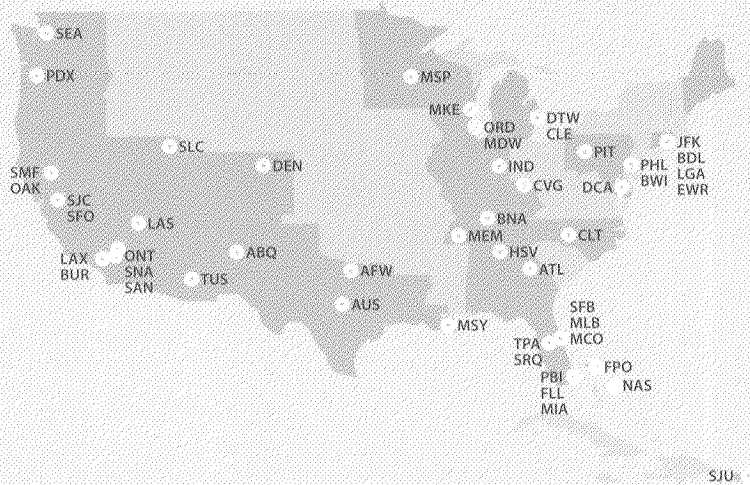 SEA
PDX
MSP
MKE
ORD
MDW
DTW
CLE
SLC
DEN
IND
CVG
PIT
JFK
BDL
LGA
EWR
PHL
BWI
DCA
SMF
OAK
SJC
SFO
LAS
BNA
MEM
HSV
CLT
ATL
LAX
BUR
ONT
SNA
SAN
TUS
ABQ
AFW
AUS
MSY
SFB
MLB
MCO
TPA
SRQ
PBI
FLL
MIA
FPO
NAS
SJU